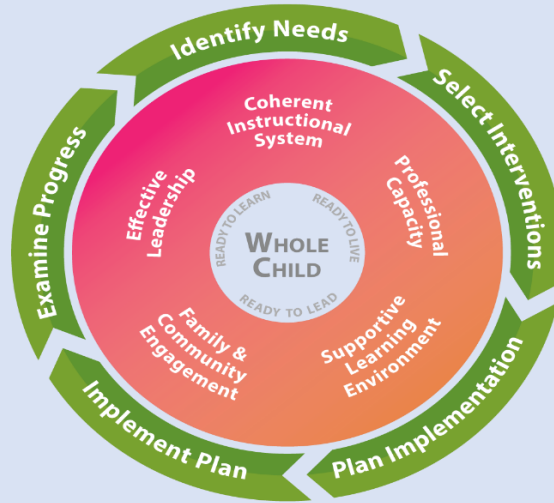 Identify Needs
Select Interventions
Plan Implementation
Implement Plan
Examine Progress
Coherent
Instructional
System
Professional
Capacity
Supportive
Learning
Environment
Family &
Community
Engagement
Effective
Leadership
READY TO LEARN
READY TO LIVE
WHOLE
CHILD
READY TO LEAD